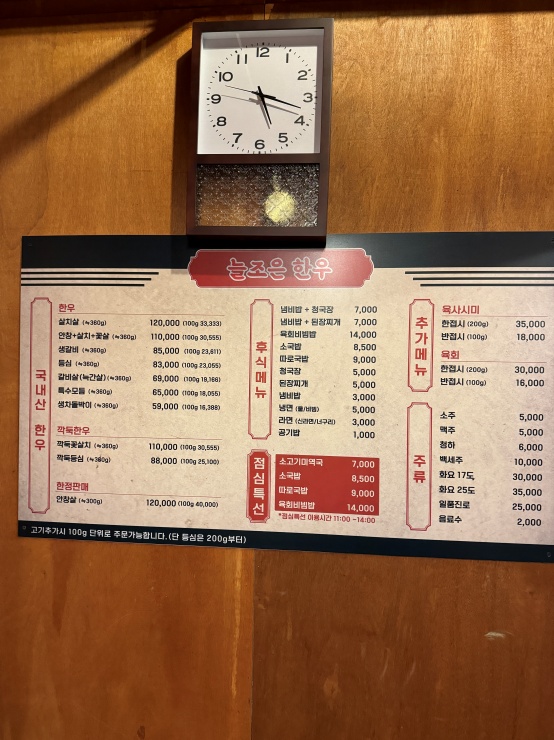 12
1
2
3
4
5
6
7
8
9
10
11
늘조은 한우
국내산 한우
한우
살치살 (≒360g) 120,000 (100g 33,333)
안창+살치+꽃살 (≒360g) 110,000 (100g 30,555)
생갈비 (≒360g) 85,000 (100g 23,611)
등심 (≒360g) 83,000 (100g 23,055)
갈비살(늑간살) (≒360g) 69,000 (100g 19,166)
특수모듬 (≒360g) 65,000 (100g 18,055)
생차돌박이 (≒360g) 59,000 (100g 16,388)
깍둑한우
깍둑꽃살치 (≒360g) 110,000 (100g 30,555)
깍둑등심 (≒360g) 88,000 (100g 25,100)
한정판매
안창살 (≒300g) 120,000 (100g 40,000)
후식메뉴
냄비밥 + 청국장 7,000
냄비밥 + 된장찌개 7,000
육회비빔밥 14,000
소국밥 8,500
따로국밥 9,000
청국장 5,000
된장찌개 5,000
냄비밥 3,000
냉면 (물/비빔) 5,000
라면 (신라면/너구리) 3,000
공기밥 1,000
점심특선
소고기미역국 7,000
소국밥 8,500
따로국밥 9,000
육회비빔밥 14,000
*점심특선 이용시간 11:00 ~14:00
추가메뉴
육사시미
한접시 (200g) 35,000
반접시 (100g) 18,000
육회
한접시 (200g) 30,000
반접시 (100g) 16,000
주류
소주 5,000
맥주 5,000
청하 6,000
백세주 10,000
화요 17도 30,000
화요 25도 35,000
일품진로 25,000
음료수 2,000
고기추가시 100g 단위로 주문가능합니다. (단 등심은 200g부터)